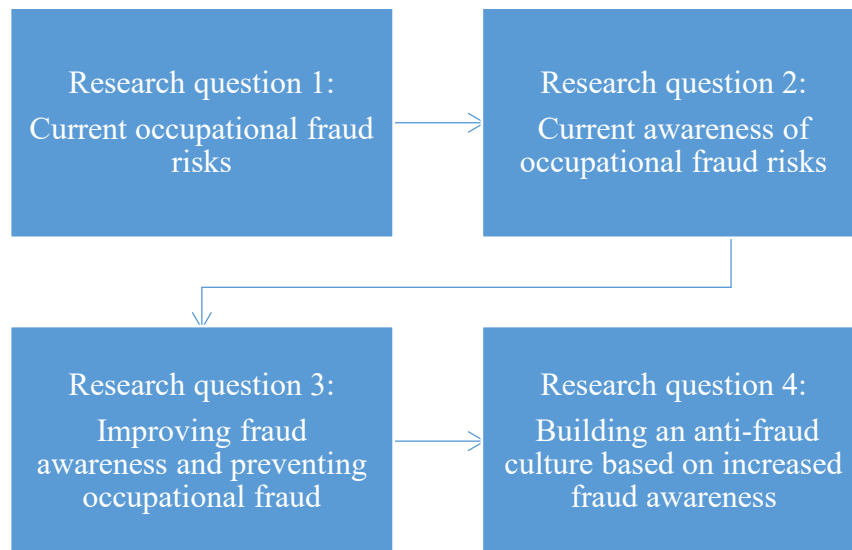 Research question 1:
Current occupational fraud
risks
Research question 2:
Current awareness of
occupational fraud risks
Research question 3:
Improving fraud
awareness and preventing
occupational fraud
Research question 4:
Building an anti-fraud
culture based on increased
fraud awareness